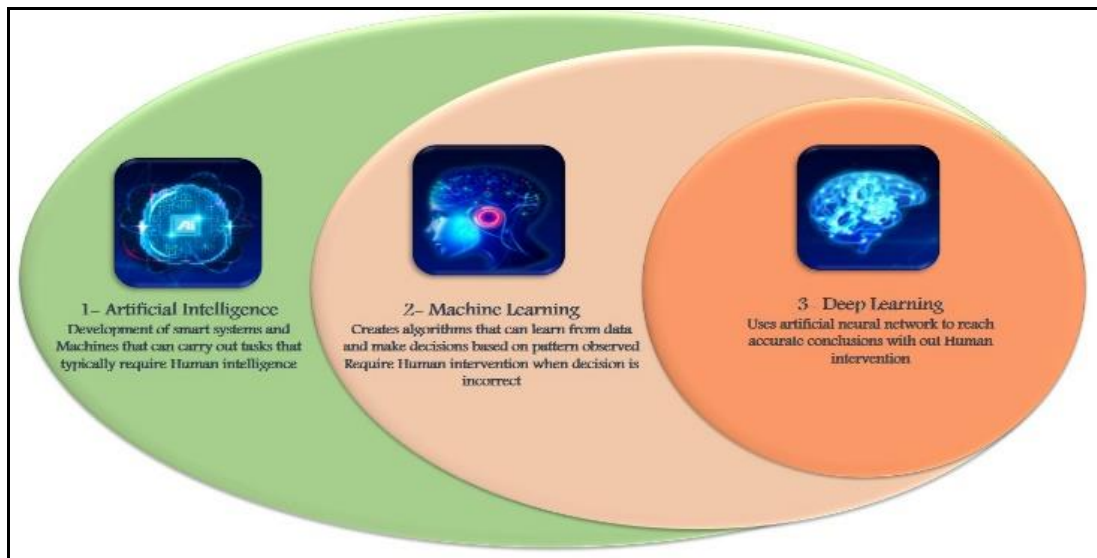 AI
1- Artificial Intelligence
Development of smart systems and
Machines that can carry out tasks that
typically require Human intelligence
2- Machine Learning
Creates algorithms that can learn from data
and make decisions based on pattern observed
Require Human intervention when decision is
incorrect
3 Deep Learning
Uses artificial neural network to reach
accurate conclusions with out Human
intervention